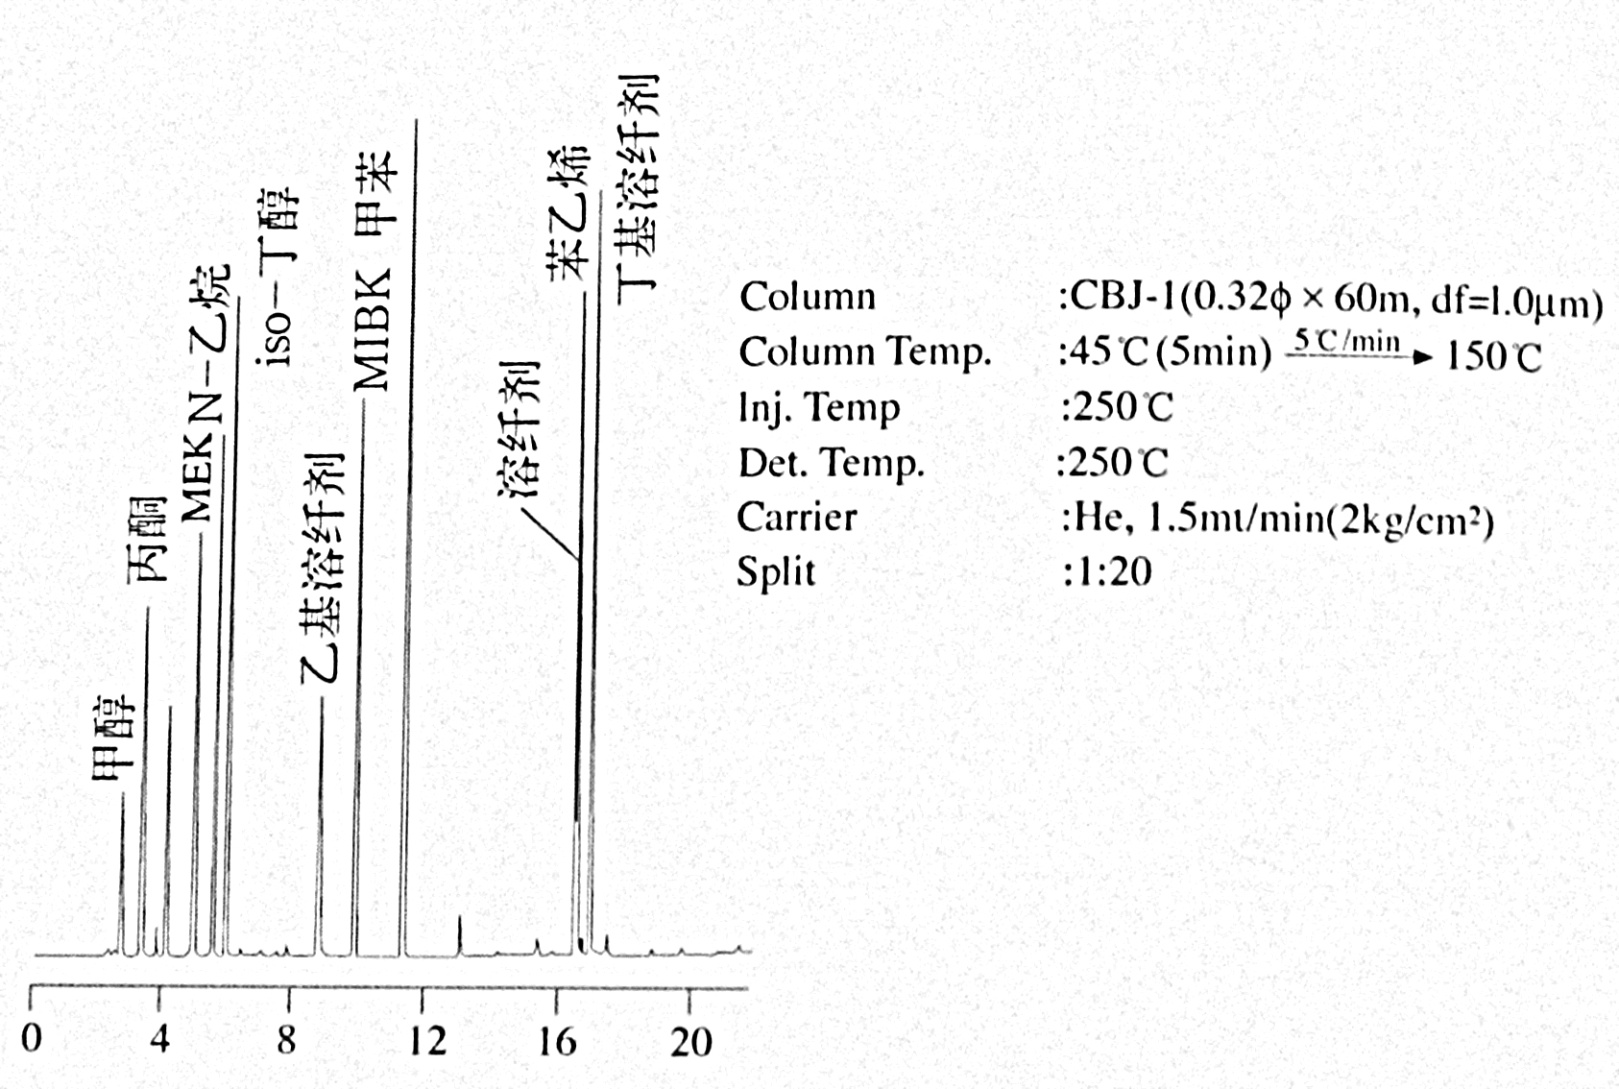 甲醇
丙酮
MEK
N-乙烷
iso-丁醇
乙基溶纤剂
MIBK
甲苯
溶纤剂
苯乙烯
丁基溶纤剂
Column :CBJ-1(0.32ϕ × 60m, df=1.0μm)
Column Temp. :45℃(5min) 5℃/min 150℃
Inj. Temp :250℃
Det. Temp. :250℃
Carrier :He, 1.5mι/min(2kg/cm²)
Split :1:20
0 4 8 12 16 20